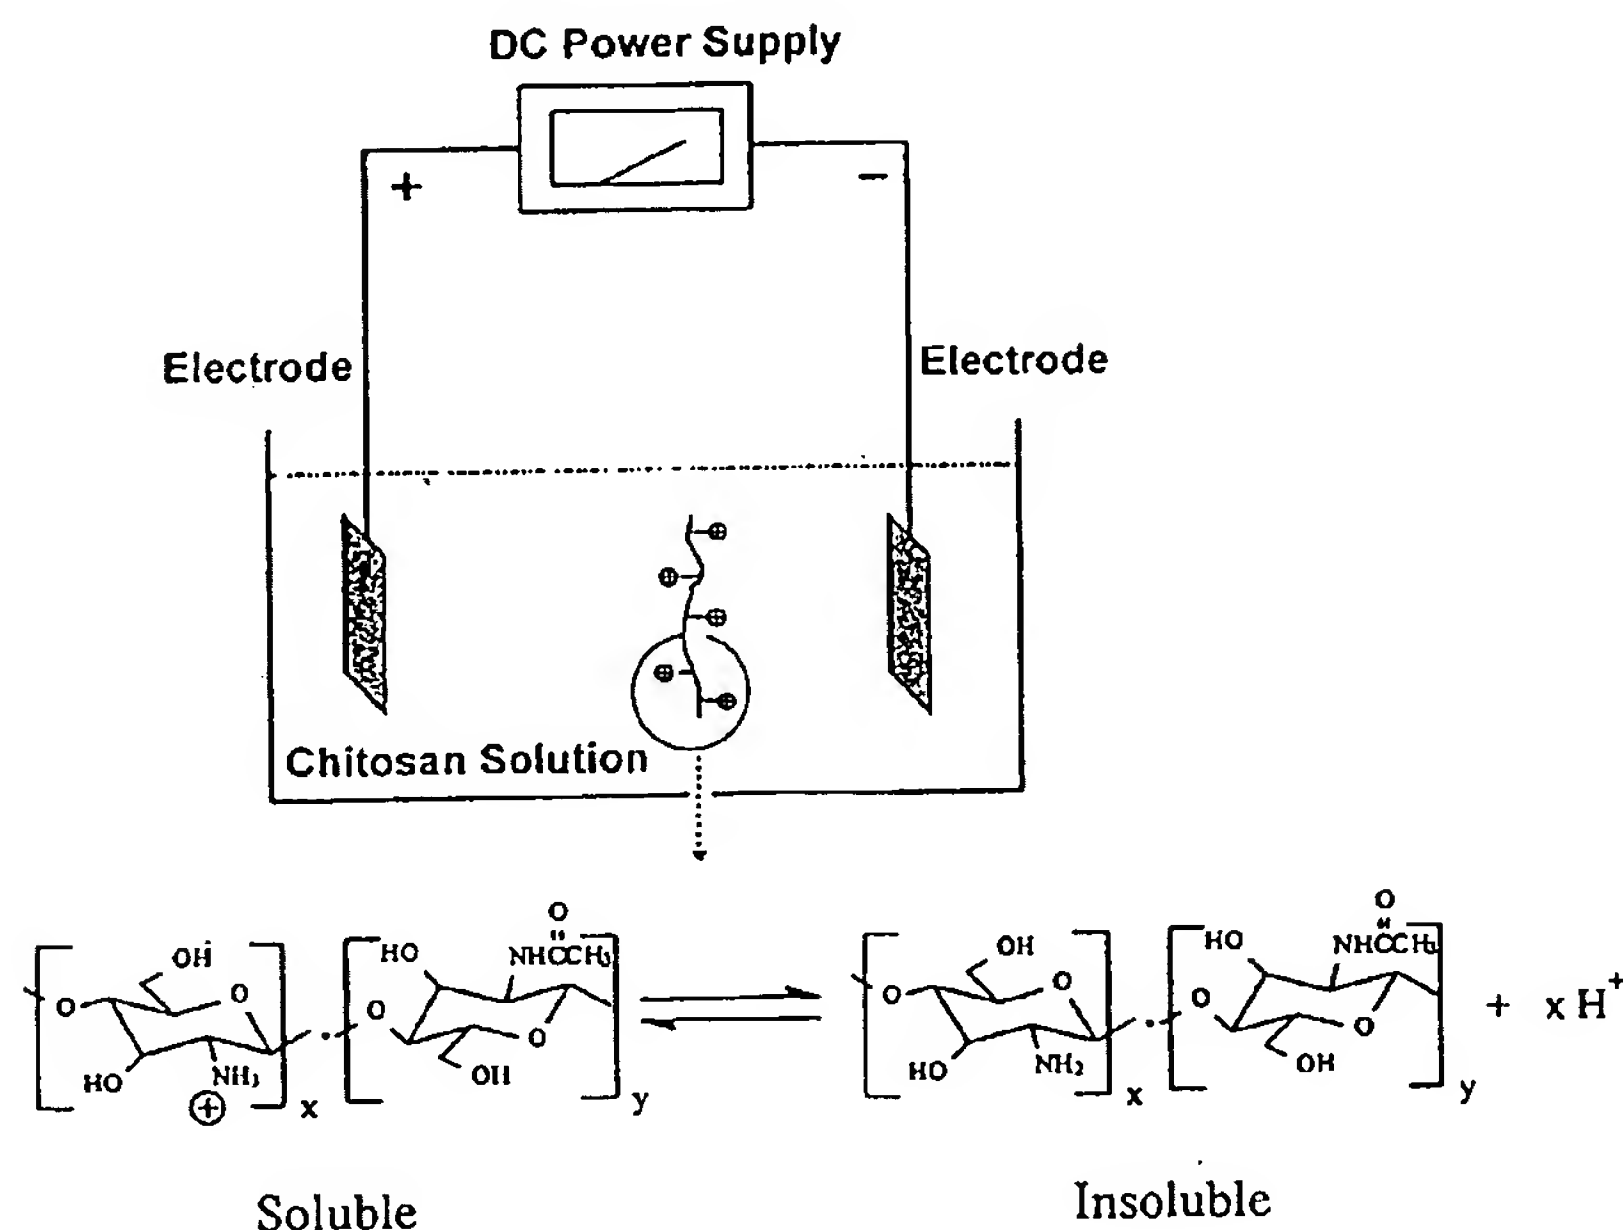 DC Power Supply
+ −
Electrode Electrode
⊕
⊕
⊕
⊕
⊕
Chitosan Solution
O O
OH HO NHCCH₃ OH HO NHCCH₃
O O O O + x H⁺
O O O O
HO NH₃ OH HO NH₂ OH
⊕ x y x y
Soluble Insoluble